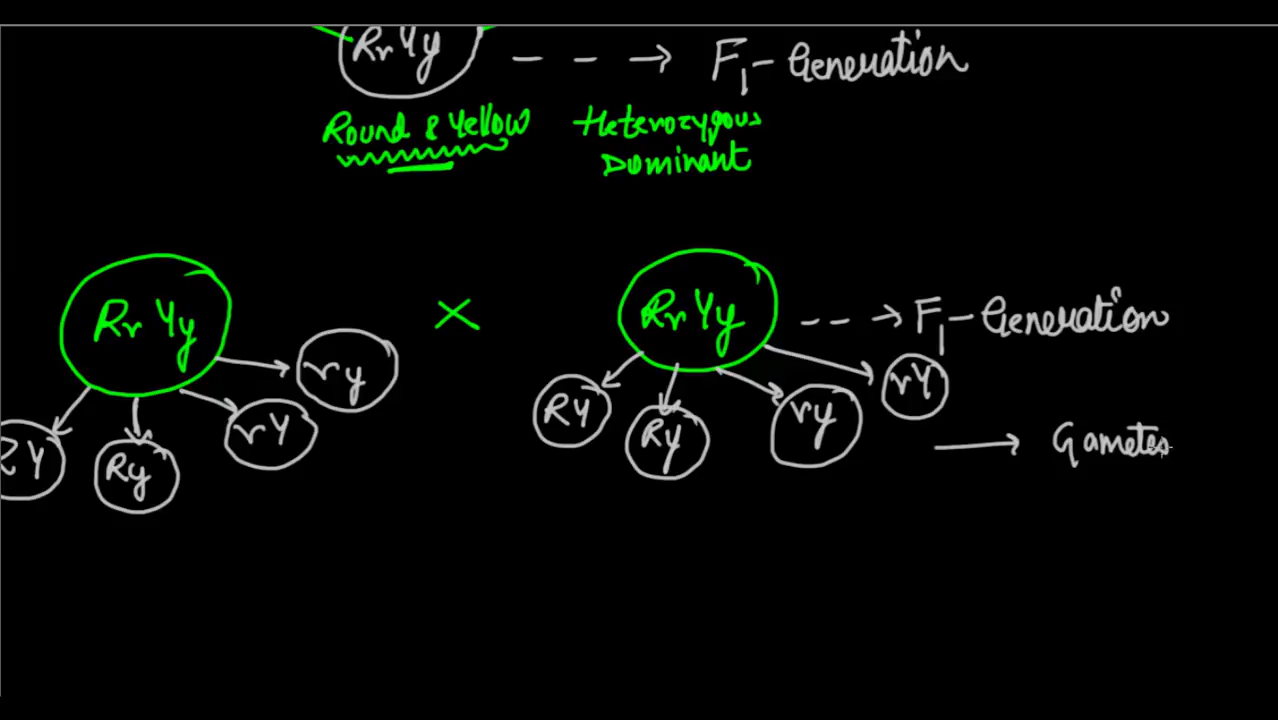 RrYy - - -> F1-Generation
Round & Yellow Heterozygous
Dominant
RrYy × RrYy --→ F1-Generation
ry rY
RY Ry rY RY Ry ry → Gametes